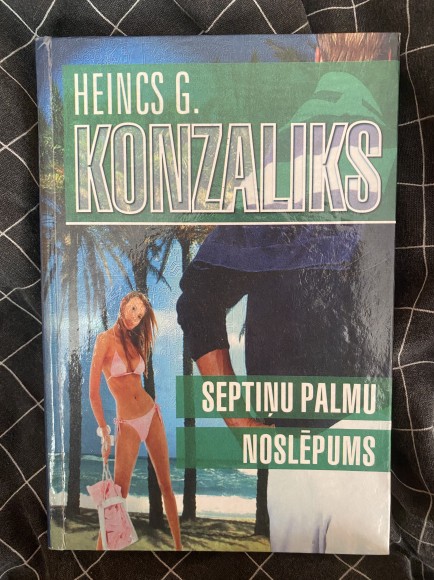 HEINCS G.
KONZALIKS
SEPTIŅU PALMU
NOSLĒPUMS